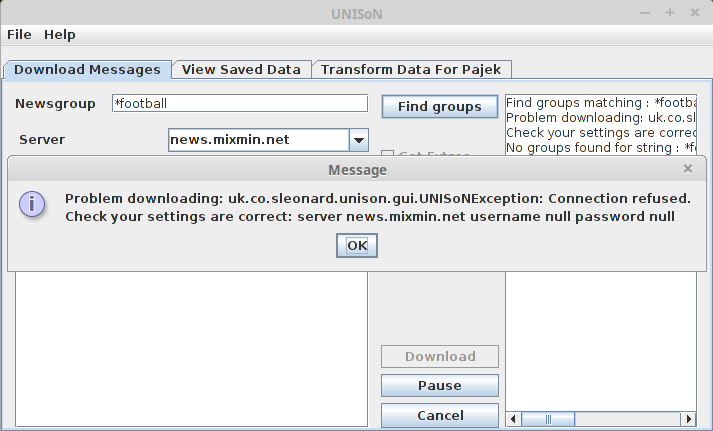 UNISoN
File Help
Download Messages View Saved Data Transform Data For Pajek
Newsgroup *football Find groups
Server news.mixmin.net
Find groups matching : *footba
Problem downloading: uk.co.sle
Check your settings are correc
No groups found for string : *f
Message
Problem downloading: uk.co.sleonard.unison.gui.UNISoNException: Connection refused.
Check your settings are correct: server news.mixmin.net username null password null
OK
Download
Pause
Cancel